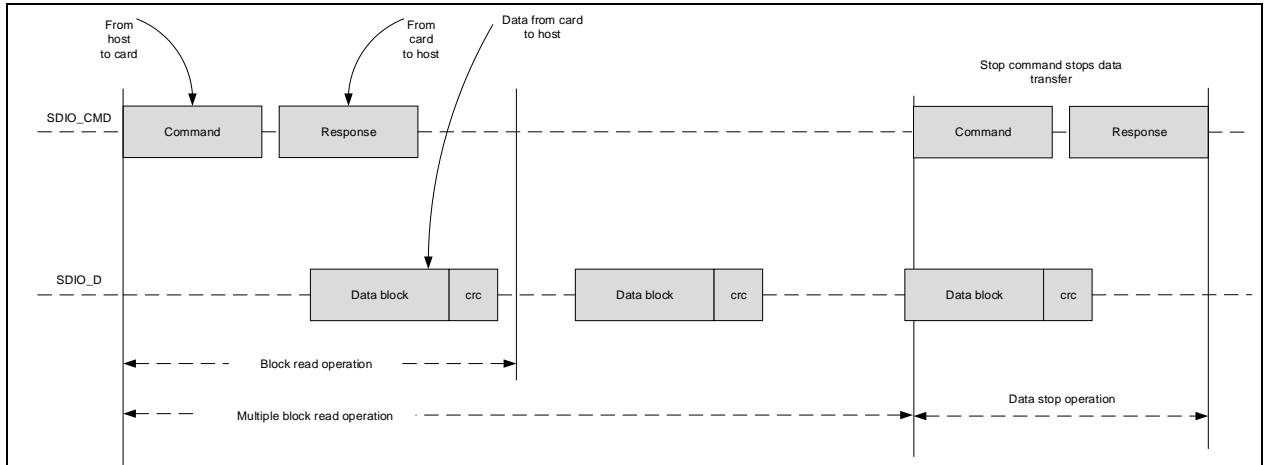 From
host
to card
From
card
to host
Data from card
to host
Stop command stops data
transfer
SDIO_CMD
Command
Response
Command
Response
SDIO_D
Data block
crc
Data block
crc
Data block
crc
Block read operation
Multiple block read operation
Data stop operation